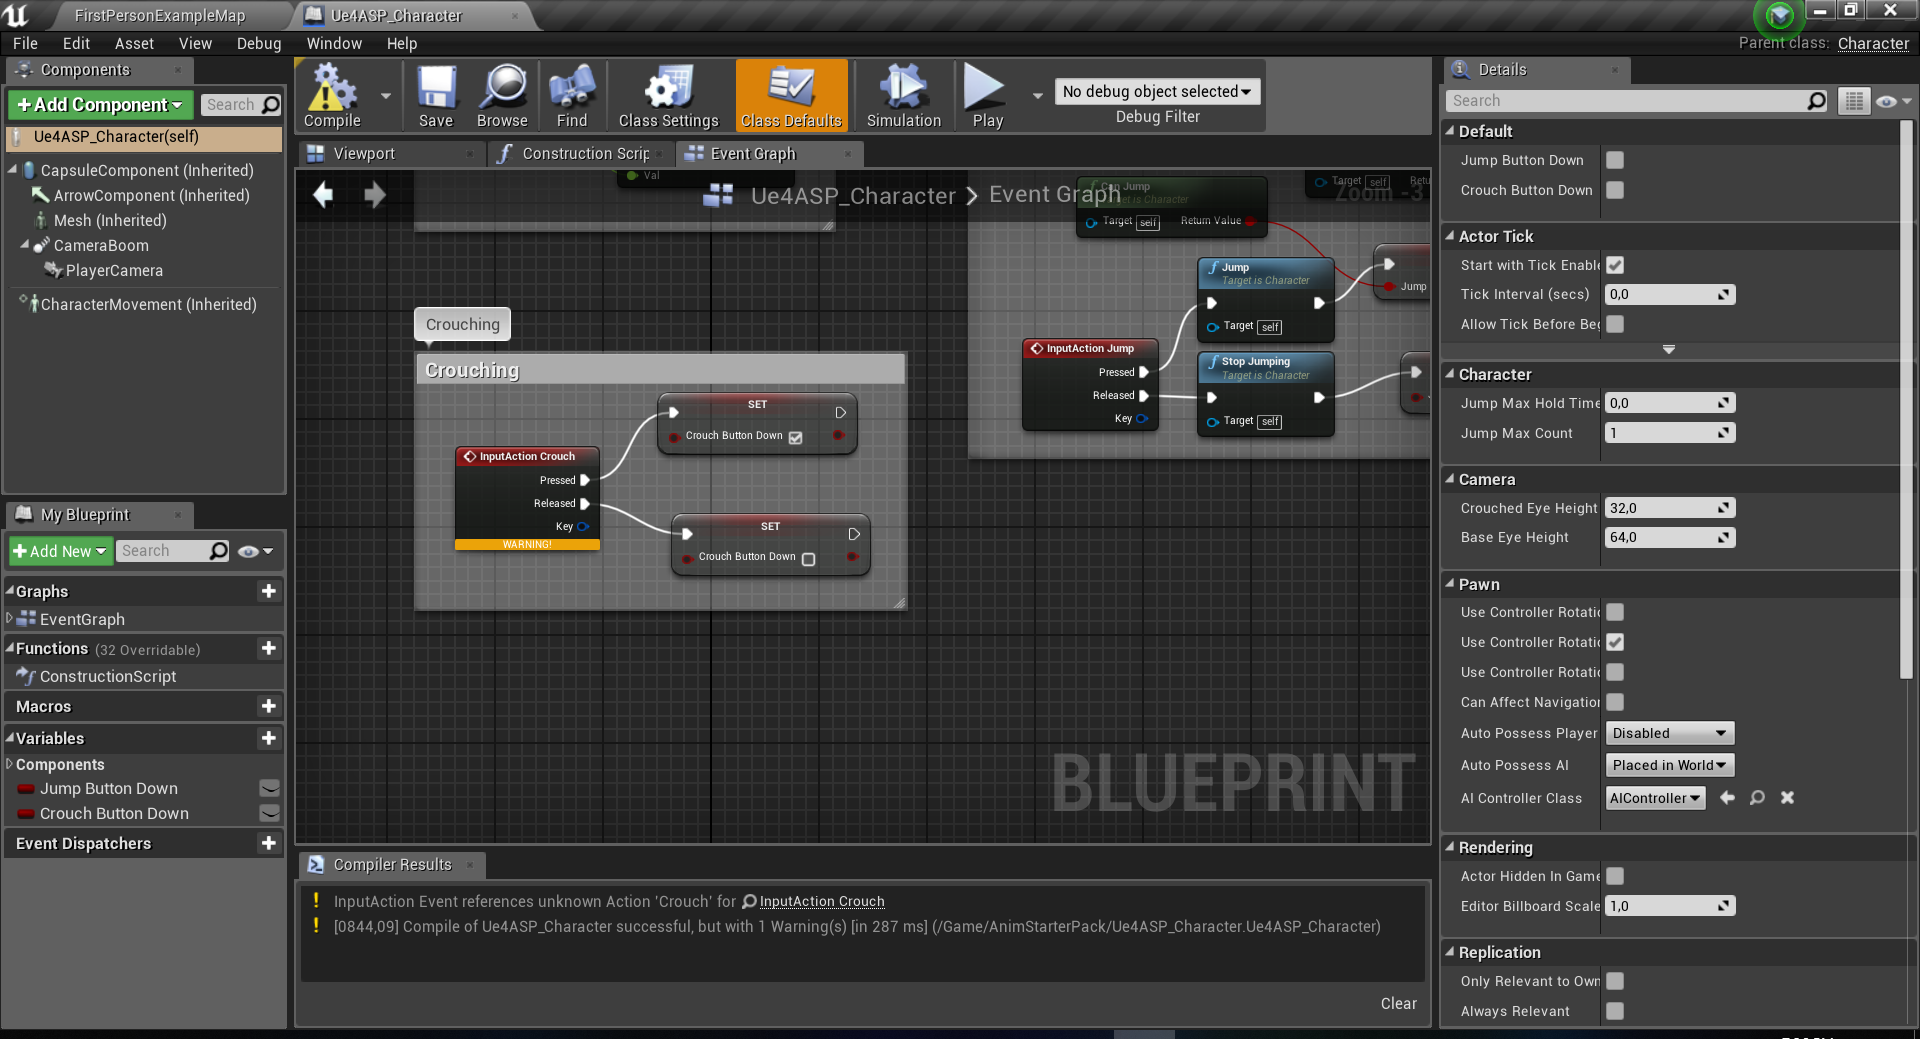 FirstPersonExampleMap
Ue4ASP_Character
File Edit Asset View Debug Window Help
Parent class: Character
Components
+Add Component
Search
Ue4ASP_Character(self)
CapsuleComponent (Inherited)
ArrowComponent (Inherited)
Mesh (Inherited)
CameraBoom
PlayerCamera
CharacterMovement (Inherited)
My Blueprint
+Add New
Search
Graphs
EventGraph
Functions (32 Overridable)
ConstructionScript
Macros
Variables
Components
Jump Button Down
Crouch Button Down
Event Dispatchers
Compile
Save
Browse
Find
Class Settings
Class Defaults
Simulation
Play
No debug object selected
Debug Filter
Viewport
Construction Scrip
Event Graph
Ue4ASP_Character > Event Graph
Zoom -3
Val
Can Jump
Target is Character
Target self Return Value
Target self Retu
Jump
Target is Character
Target self
Jump
InputAction Jump
Pressed
Released
Key
Stop Jumping
Target is Character
Target self
Crouching
Crouching
SET
Crouch Button Down
InputAction Crouch
Pressed
Released
Key
WARNING!
SET
Crouch Button Down
BLUEPRINT
Compiler Results
InputAction Event references unknown Action 'Crouch' for InputAction Crouch
[0844,09] Compile of Ue4ASP_Character successful, but with 1 Warning(s) [in 287 ms] (/Game/AnimStarterPack/Ue4ASP_Character.Ue4ASP_Character)
Clear
Details
Search
Default
Jump Button Down
Crouch Button Down
Actor Tick
Start with Tick Enable
Tick Interval (secs) 0,0
Allow Tick Before Beg
Character
Jump Max Hold Time 0,0
Jump Max Count 1
Camera
Crouched Eye Height 32,0
Base Eye Height 64,0
Pawn
Use Controller Rotatio
Use Controller Rotatio
Use Controller Rotatio
Can Affect Navigation
Auto Possess Player Disabled
Auto Possess AI Placed in World
AI Controller Class AIController
Rendering
Actor Hidden In Game
Editor Billboard Scale 1,0
Replication
Only Relevant to Own
Always Relevant